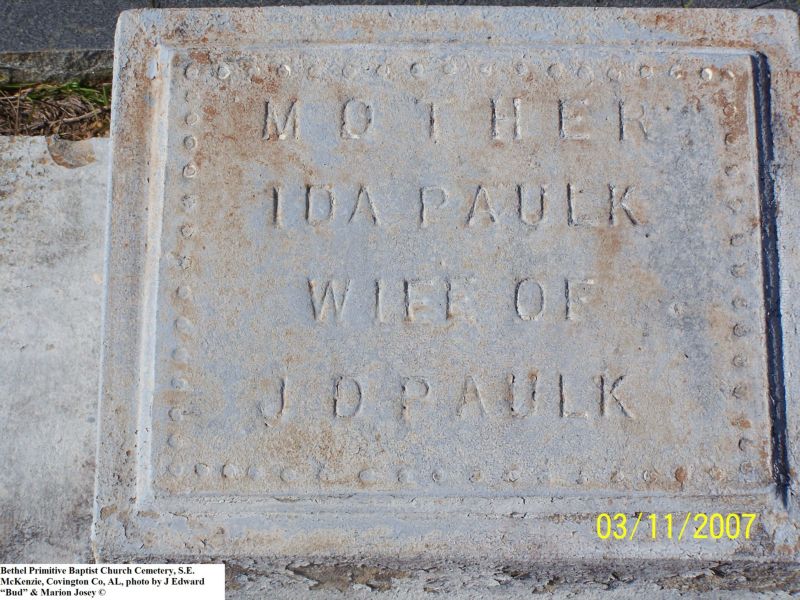 MOTHER
IDA PAULK
WIFE OF
J D PAULK
03/11/2007
Bethel Primitive Baptist Church Cemetery, S.E.
McKenzie, Covington Co, AL, photo by J Edward
“Bud” & Marion Josey ©